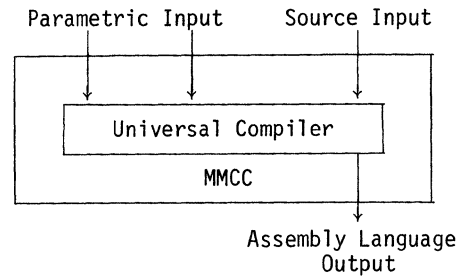 Parametric Input
Source Input
Universal Compiler
MMCC
Assembly Language
Output